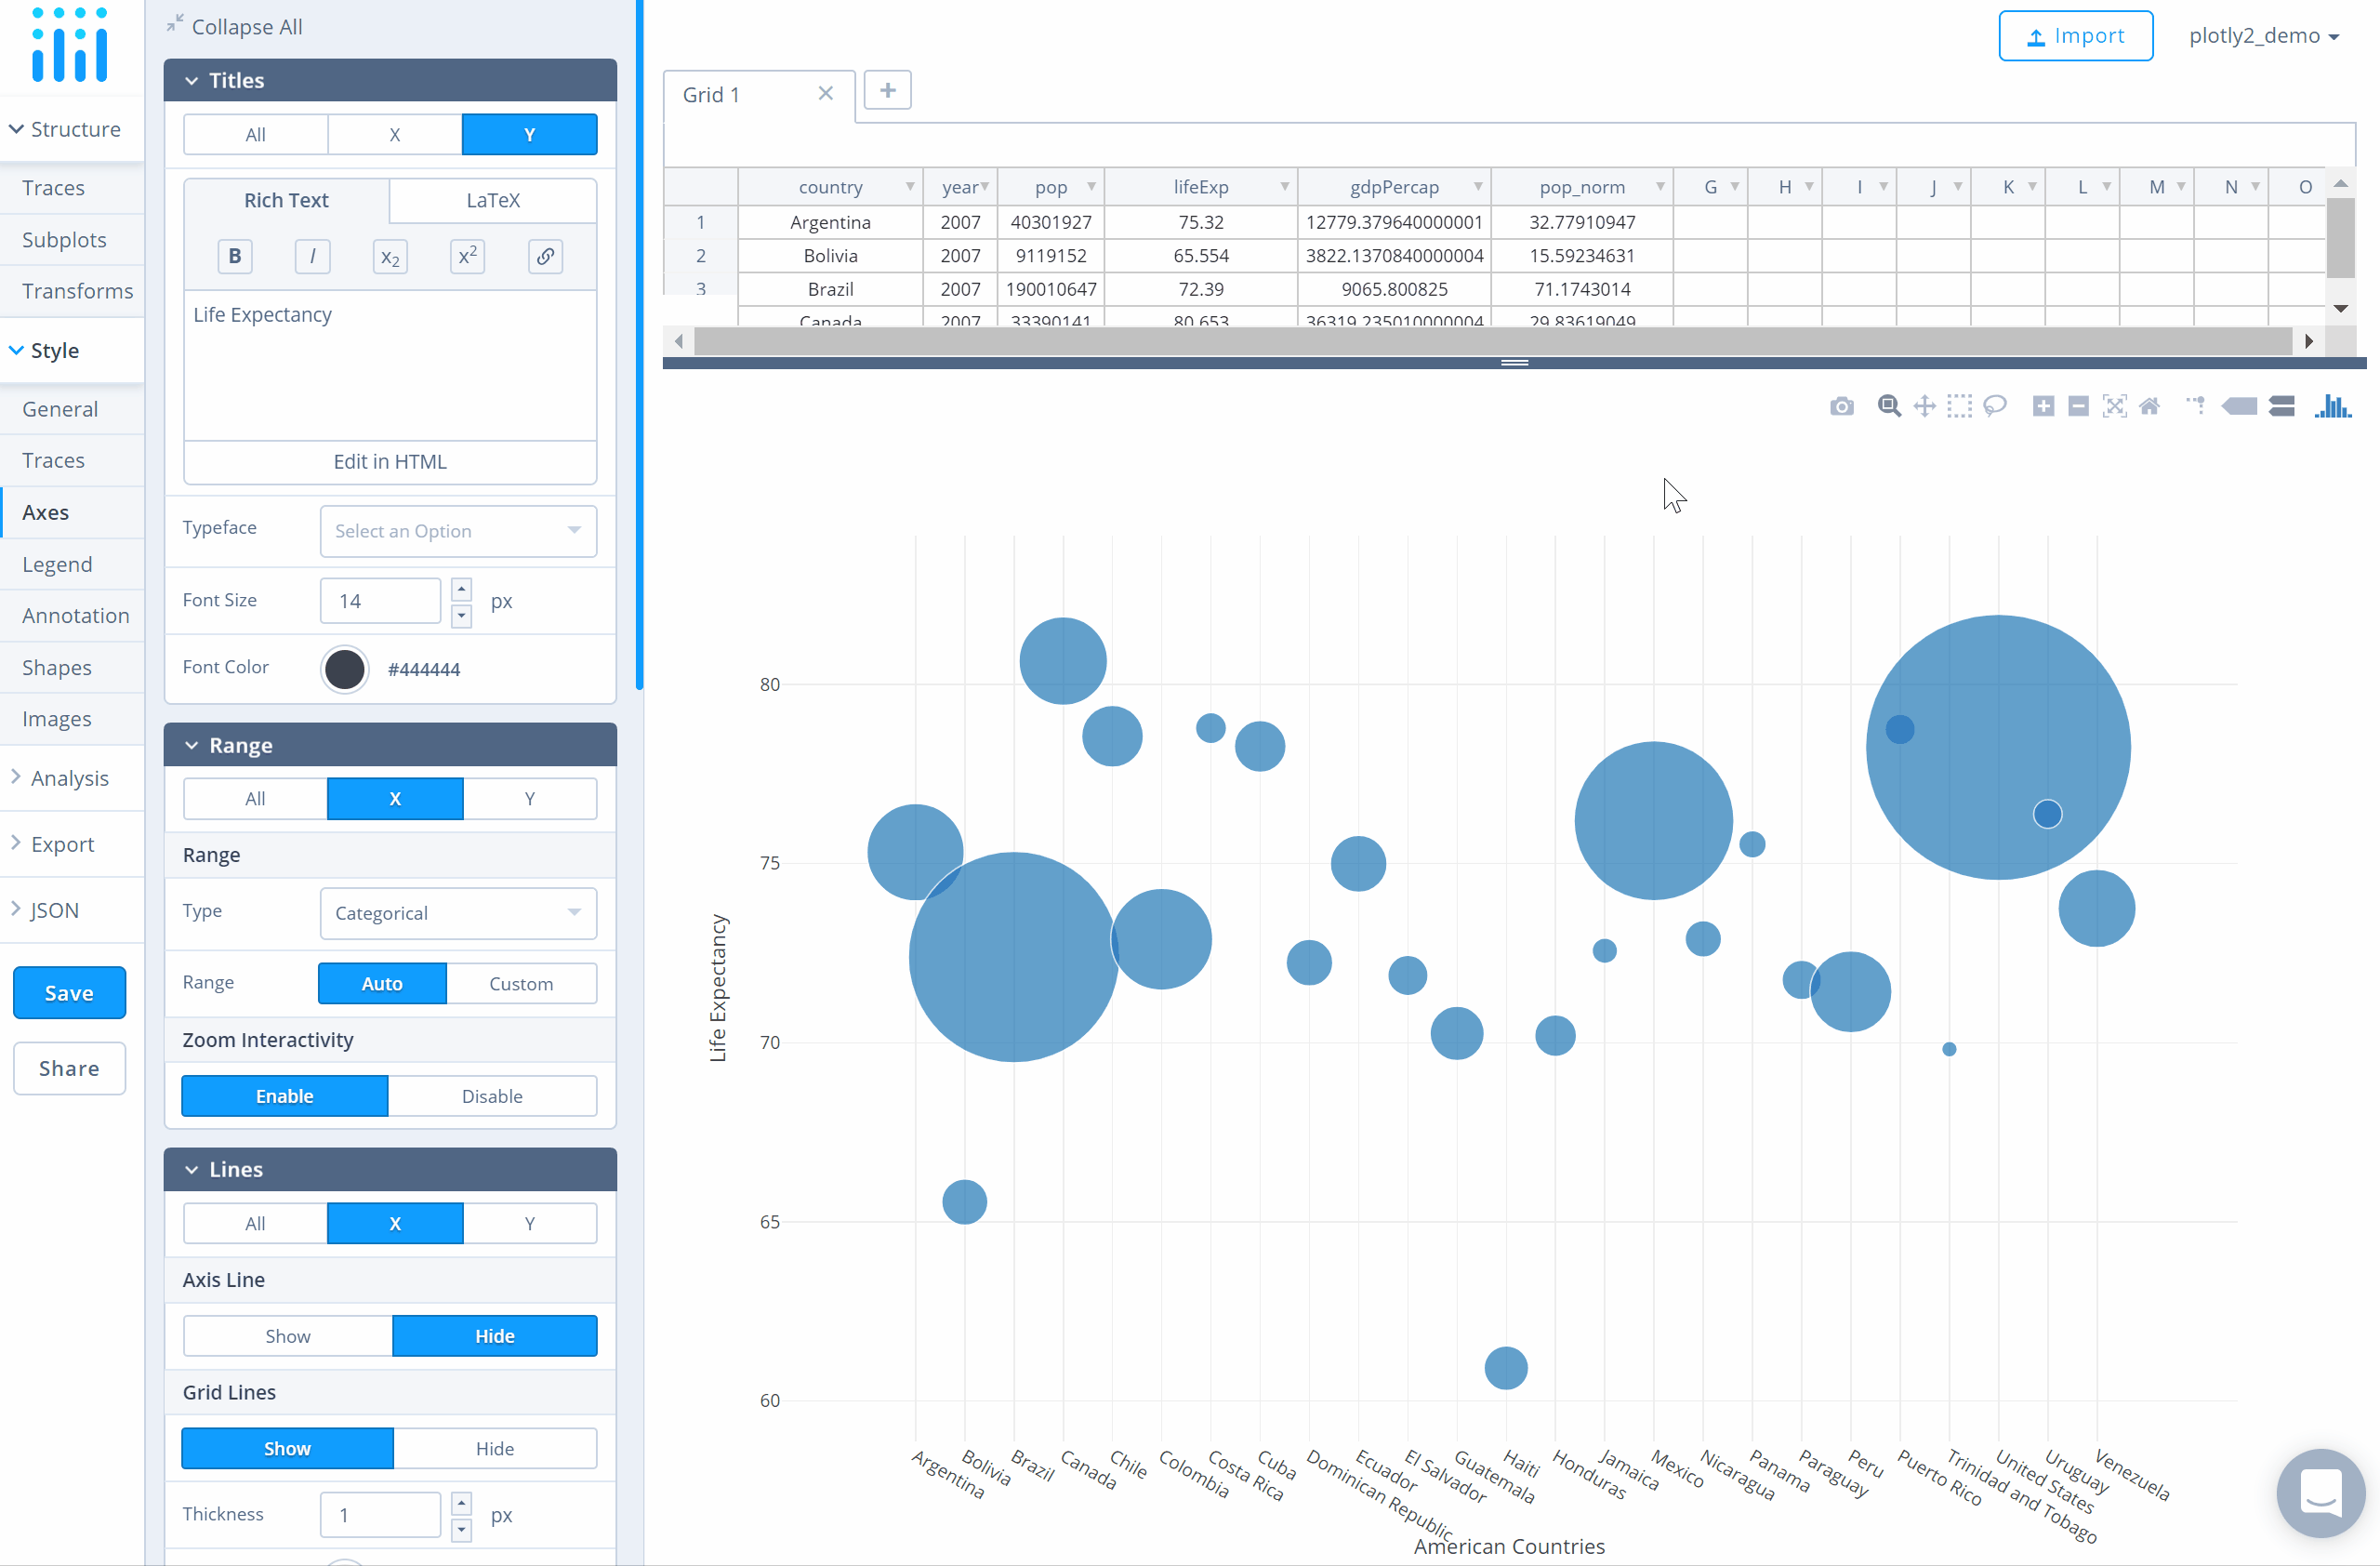 Collapse All
Import
plotly2_demo
Structure
Traces
Subplots
Transforms
Style
General
Traces
Axes
Legend
Annotation
Shapes
Images
Analysis
Export
JSON
Save
Share
Titles
All X Y
Rich Text LaTeX
B I x2 x2
Life Expectancy
Edit in HTML
Typeface Select an Option
Font Size 14 px
Font Color #444444
Range
All X Y
Range
Type Categorical
Range Auto Custom
Zoom Interactivity
Enable Disable
Lines
All X Y
Axis Line
Show Hide
Grid Lines
Show Hide
Thickness 1 px
Grid 1
country year pop lifeExp gdpPercap pop_norm G H I J K L M N O
1 Argentina 2007 40301927 75.32 12779.379640000001 32.77910947
2 Bolivia 2007 9119152 65.554 3822.1370840000004 15.59234631
3 Brazil 2007 190010647 72.39 9065.800825 71.1743014
Canada 2007 33390141 80.653 36319.235010000004 29.83619049
80
75
70
65
60
Life Expectancy
Argentina
Bolivia
Brazil
Canada
Chile
Colombia
Costa Rica
Cuba
Dominican Republic
Ecuador
El Salvador
Guatemala
Haiti
Honduras
Jamaica
Mexico
Nicaragua
Panama
Paraguay
Peru
Puerto Rico
Trinidad and Tobago
United States
Uruguay
Venezuela
American Countries